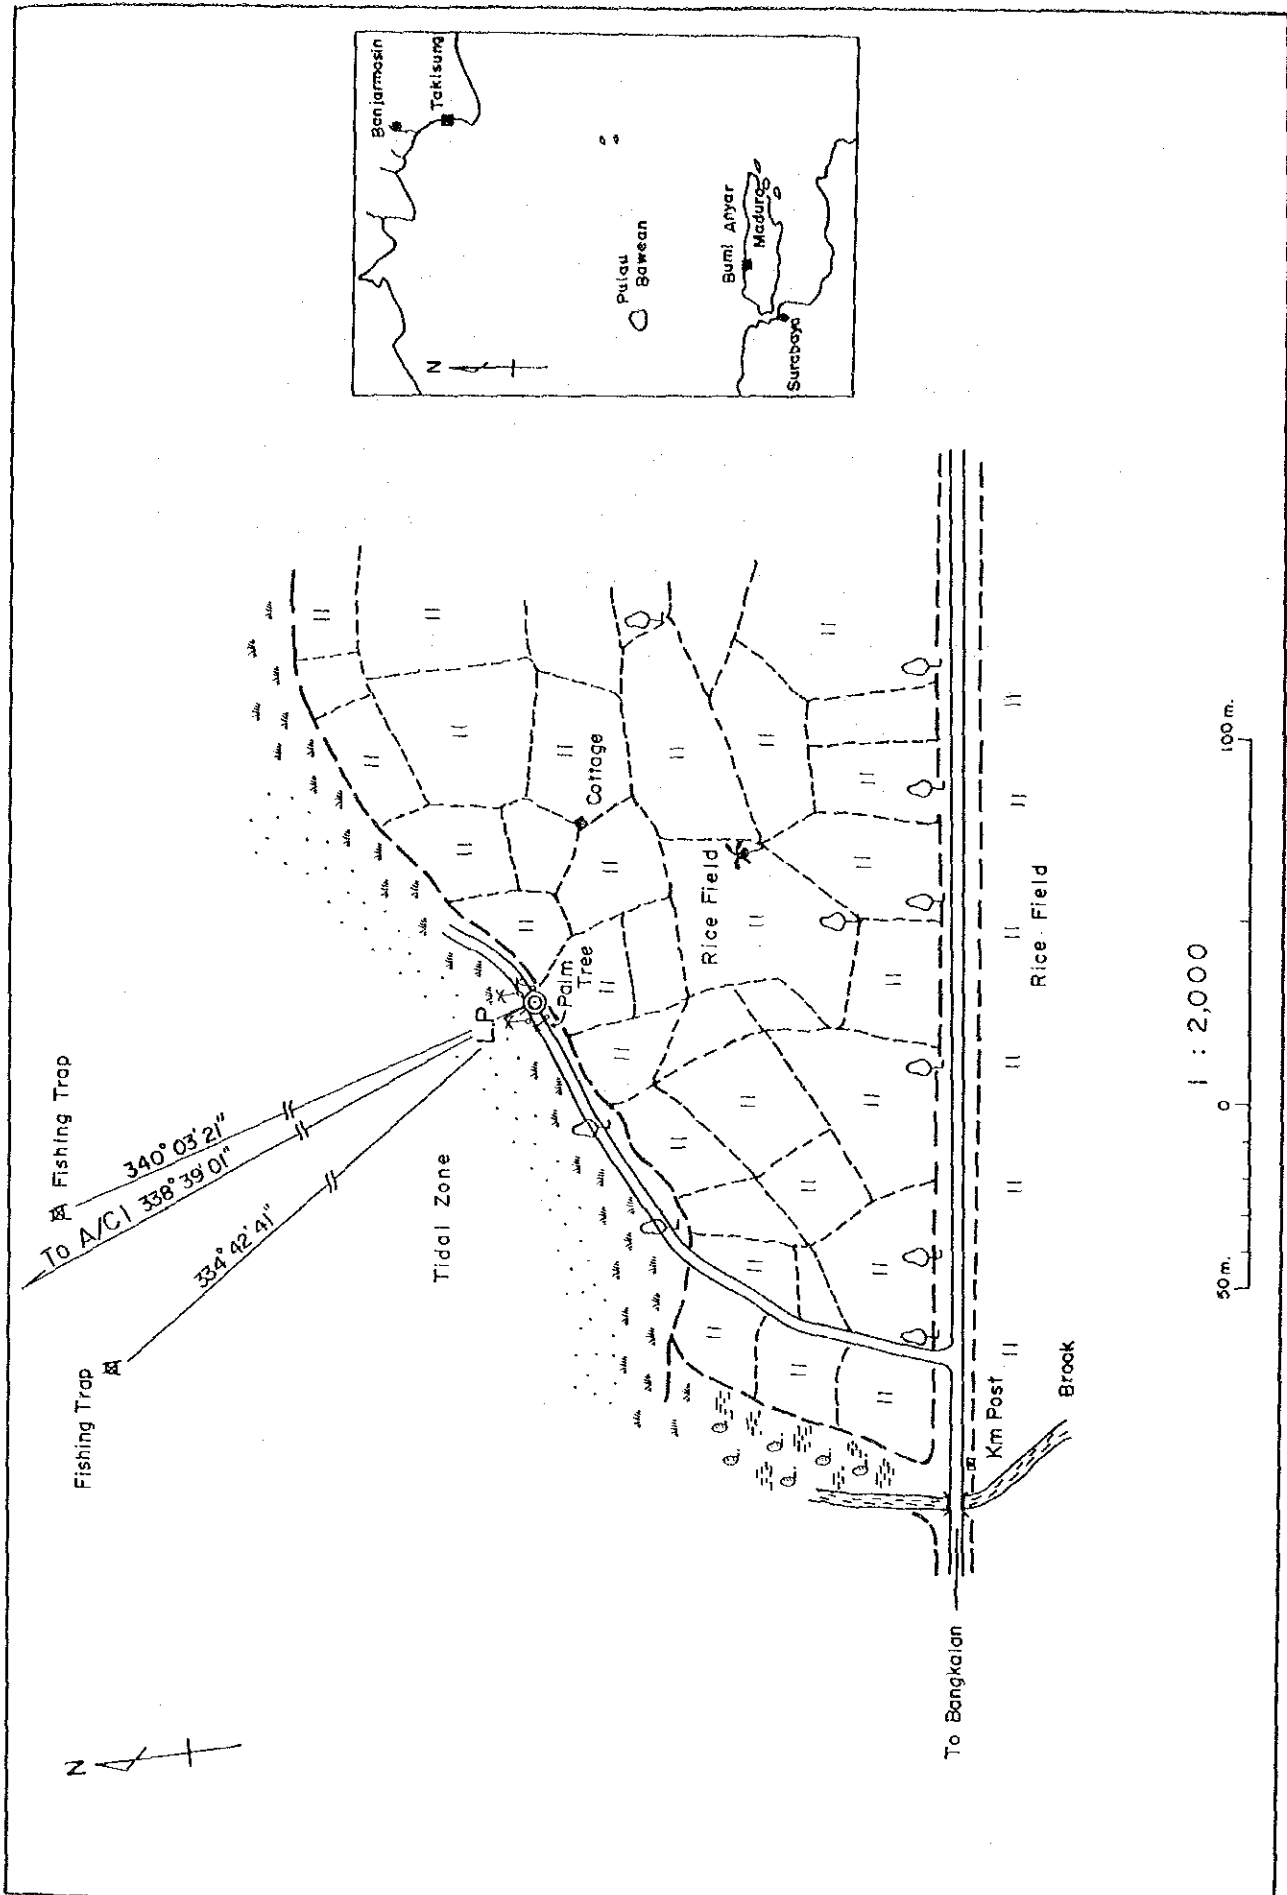 N
Fishing Trap
Fishing Trap
340° 03' 21"
To A/C1 338° 39' 01"
334° 42' 41"
Tidal Zone
L P
Palm
Tree
Cottage
Rice Field
Rice Field
Km Post
Brook
To Bangkalan
1 : 2,000
50 m.
0
100 m.
Banjarmasin
Takisung
N
Pulau
Bawean
Bumi Anyar
Madura
Surabaya